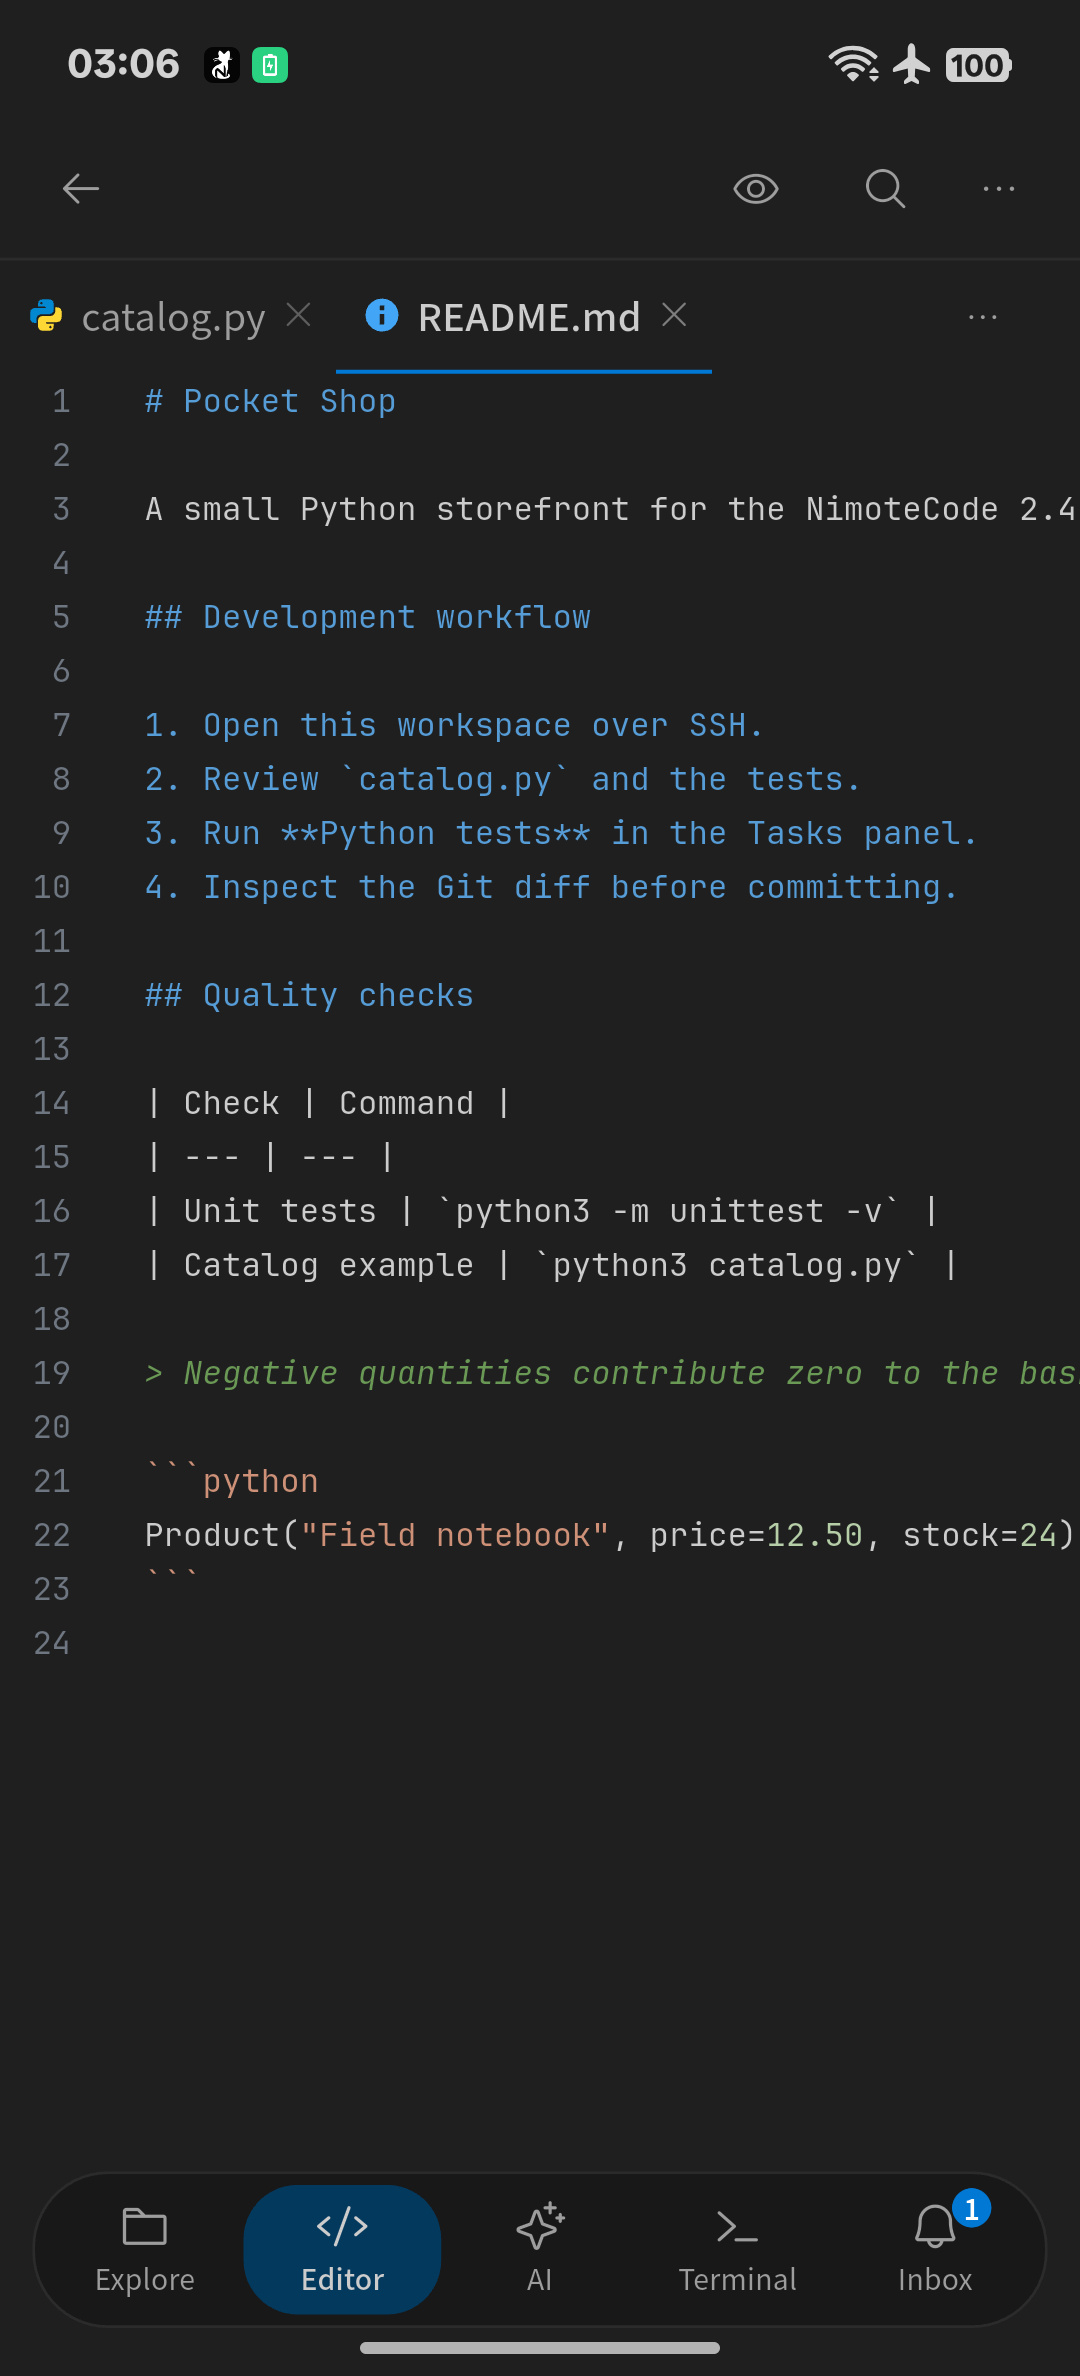 03:06
100
catalog.py
README.md
1 # Pocket Shop
2
3 A small Python storefront for the NimoteCode 2.4
4
5 ## Development workflow
6
7 1. Open this workspace over SSH.
8 2. Review `catalog.py` and the tests.
9 3. Run **Python tests** in the Tasks panel.
10 4. Inspect the Git diff before committing.
11
12 ## Quality checks
13
14 | Check | Command |
15 | --- | --- |
16 | Unit tests | `python3 -m unittest -v` |
17 | Catalog example | `python3 catalog.py` |
18
19 > Negative quantities contribute zero to the bas
20
21 ```python
22 Product("Field notebook", price=12.50, stock=24)
23 ```
24
1
Explore
Editor
AI
Terminal
Inbox